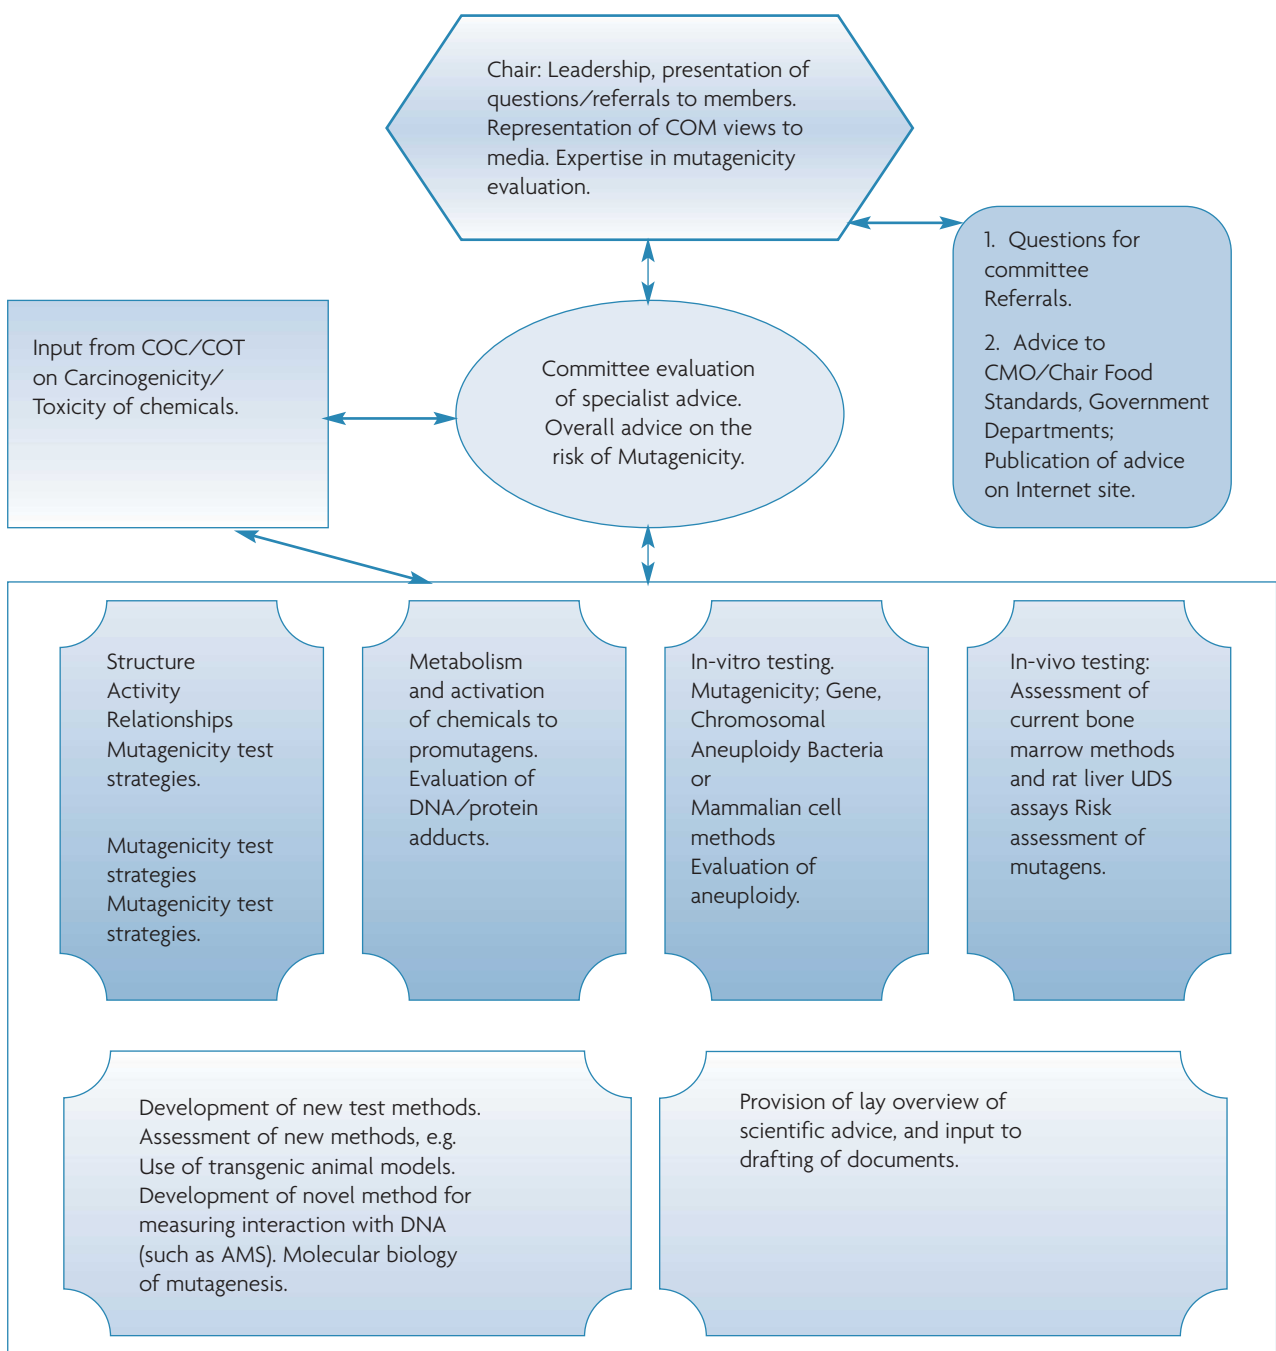 Chair: Leadership, presentation of
questions/referrals to members.
Representation of COM views to
media. Expertise in mutagenicity
evaluation.
1. Questions for
committee
Referrals.
2. Advice to
CMO/Chair Food
Standards, Government
Departments;
Publication of advice
on Internet site.
Input from COC/COT
on Carcinogenicity/
Toxicity of chemicals.
Committee evaluation
of specialist advice.
Overall advice on the
risk of Mutagenicity.
Structure
Activity
Relationships
Mutagenicity test
strategies.
Mutagenicity test
strategies
Mutagenicity test
strategies.
Metabolism
and activation
of chemicals to
promutagens.
Evaluation of
DNA/protein
adducts.
In-vitro testing.
Mutagenicity; Gene,
Chromosomal
Aneuploidy Bacteria
or
Mammalian cell
methods
Evaluation of
aneuploidy.
In-vivo testing:
Assessment of
current bone
marrow methods
and rat liver UDS
assays Risk
assessment of
mutagens.
Development of new test methods.
Assessment of new methods, e.g.
Use of transgenic animal models.
Development of novel method for
measuring interaction with DNA
(such as AMS). Molecular biology
of mutagenesis.
Provision of lay overview of
scientific advice, and input to
drafting of documents.